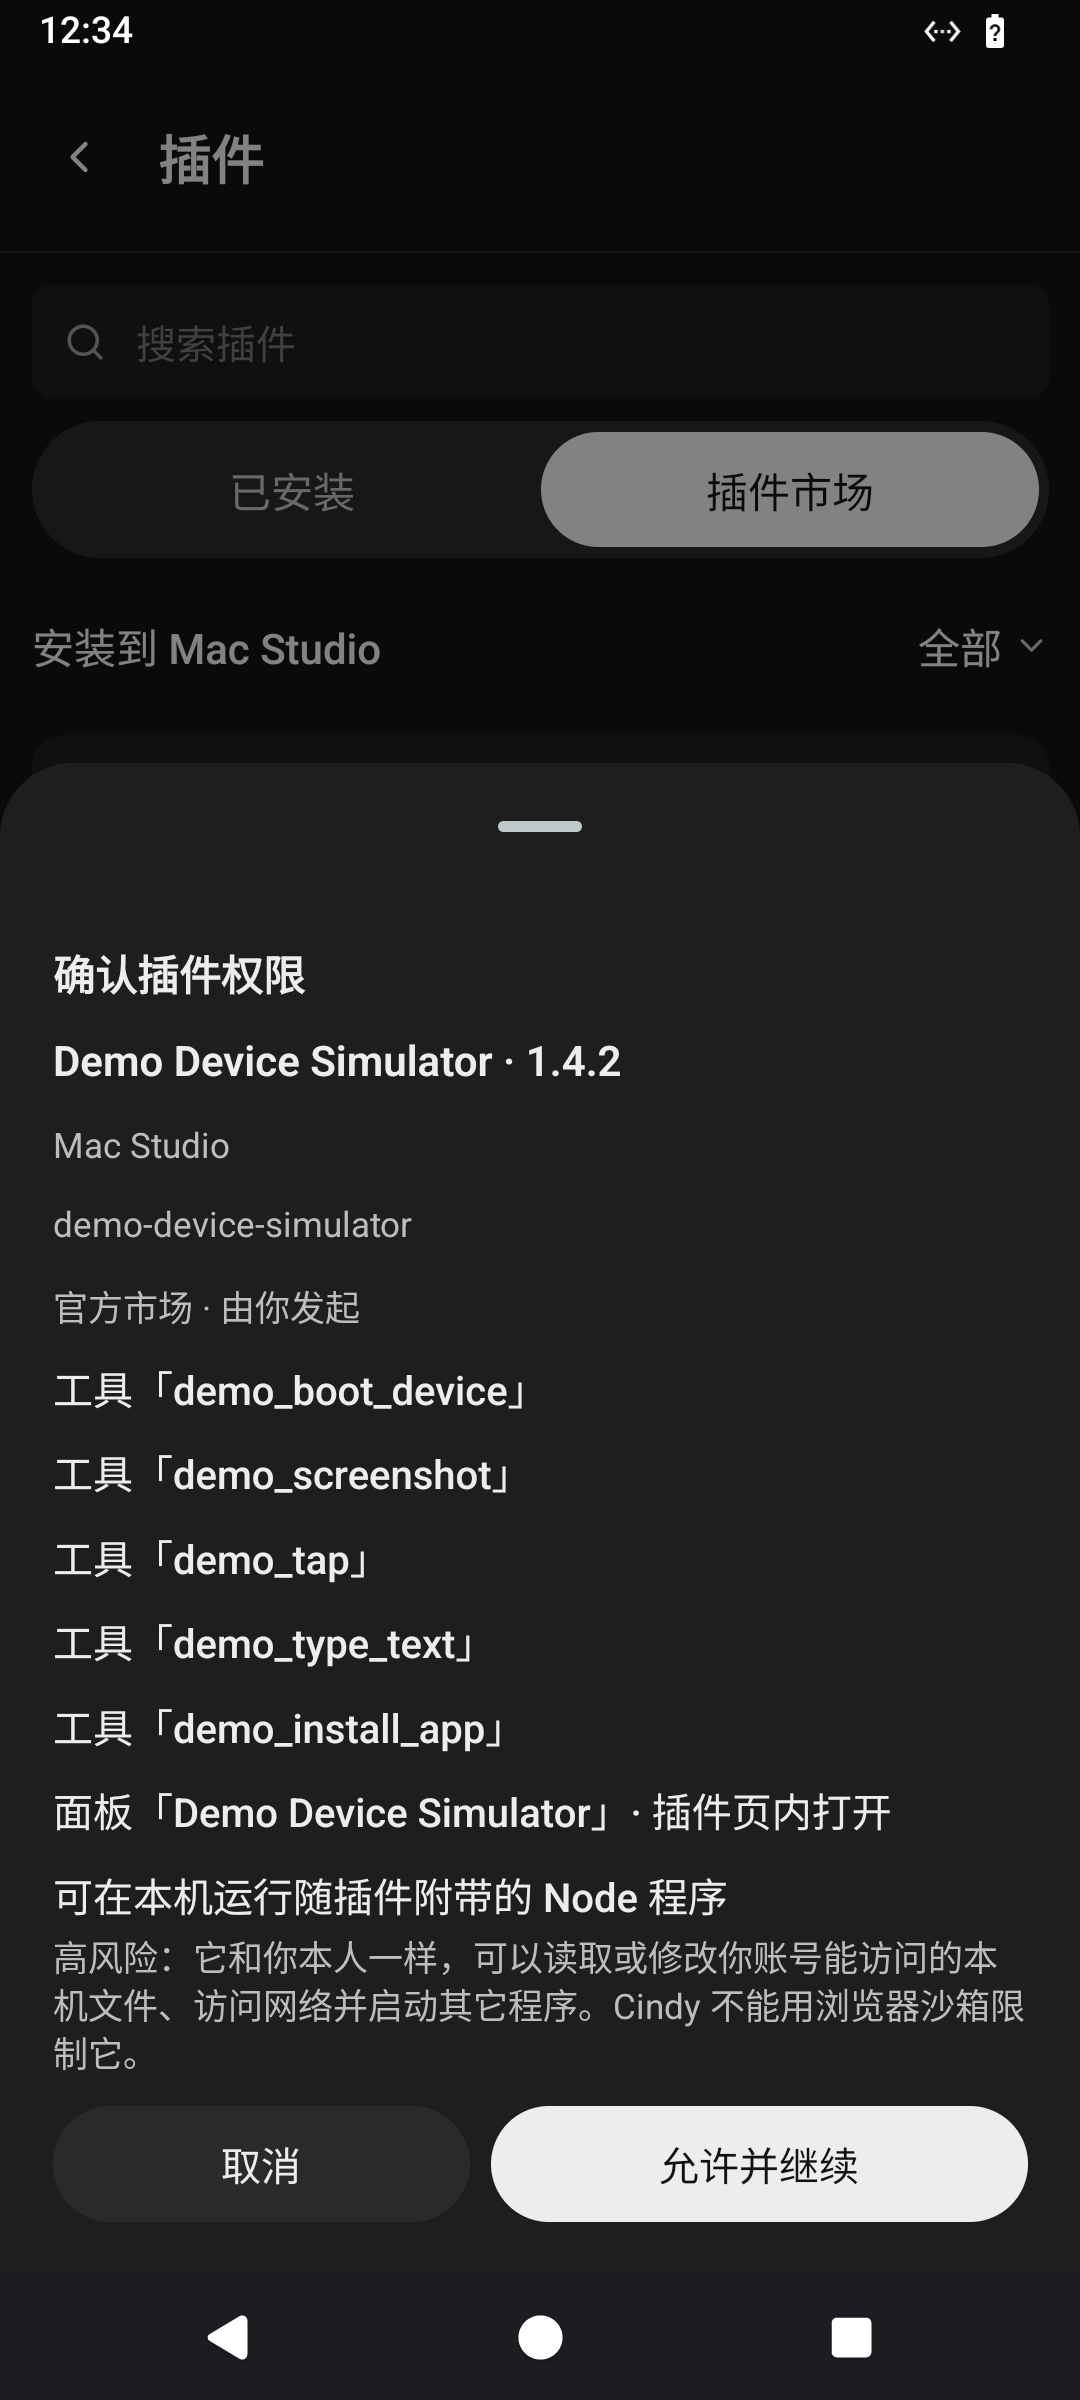 12:34
插件
搜索插件
已安装
插件市场
安装到 Mac Studio
全部
确认插件权限
Demo Device Simulator · 1.4.2
Mac Studio
demo-device-simulator
官方市场 · 由你发起
工具「demo_boot_device」
工具「demo_screenshot」
工具「demo_tap」
工具「demo_type_text」
工具「demo_install_app」
面板「Demo Device Simulator」· 插件页内打开
可在本机运行随插件附带的 Node 程序
高风险：它和你本人一样，可以读取或修改你账号能访问的本
机文件、访问网络并启动其它程序。Cindy 不能用浏览器沙箱限
制它。
取消
允许并继续